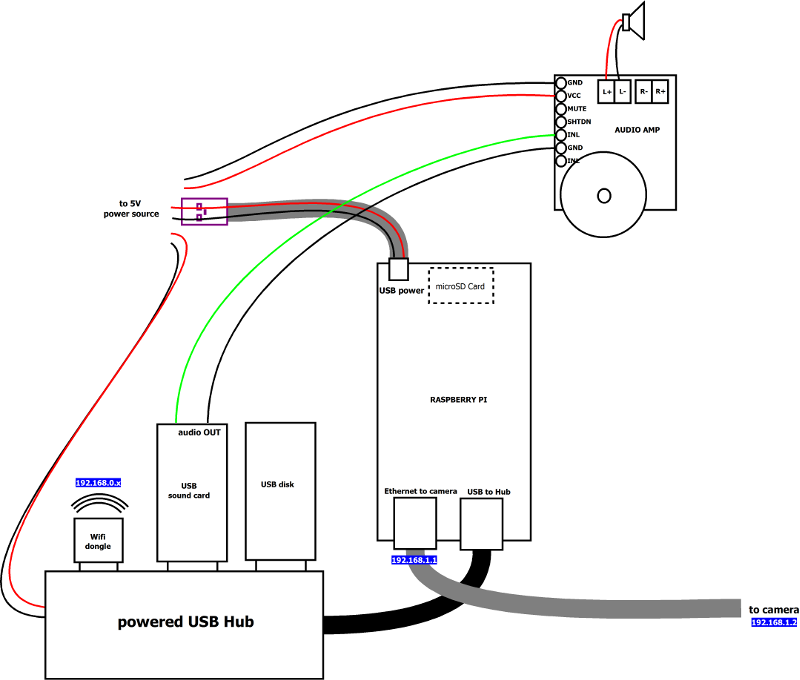 GND
VCC
MUTE
SHTDN
INL
GND
INL
L+ L- R- R+
AUDIO AMP
to 5V
power source
USB power
microSD Card
RASPBERRY PI
audio OUT
USB
sound card
USB disk
192.168.0.x
Wifi
dongle
Ethernet to camera
USB to Hub
192.168.1.1
powered USB Hub
to camera
192.168.1.2